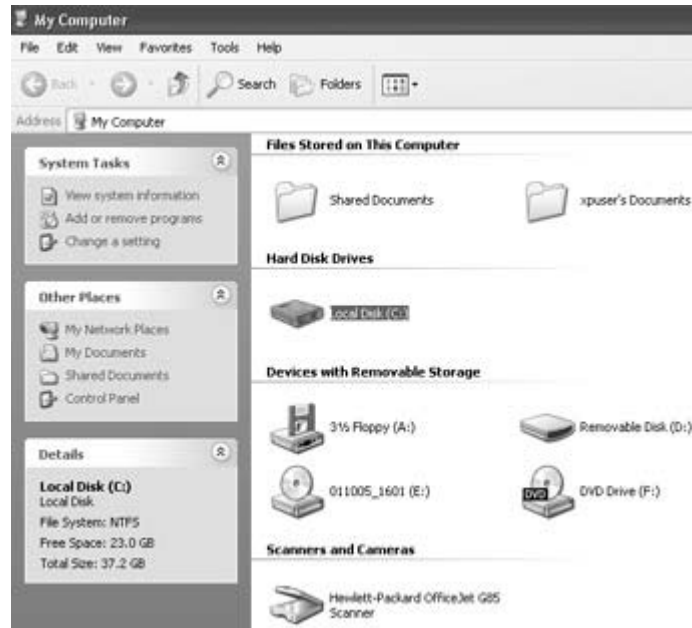 My Computer
File Edit View Favorites Tools Help
Back Search Folders
Address My Computer
System Tasks
View system information
Add or remove programs
Change a setting
Other Places
My Network Places
My Documents
Shared Documents
Control Panel
Details
Local Disk (C:)
Local Disk
File System: NTFS
Free Space: 23.0 GB
Total Size: 37.2 GB
Files Stored on This Computer
Shared Documents
xpuser's Documents
Hard Disk Drives
Local Disk (C:)
Devices with Removable Storage
3½ Floppy (A:)
Removable Disk (D:)
011005_1601 (E:)
DVD
DVD Drive (F:)
Scanners and Cameras
Hewlett-Packard OfficeJet G85
Scanner